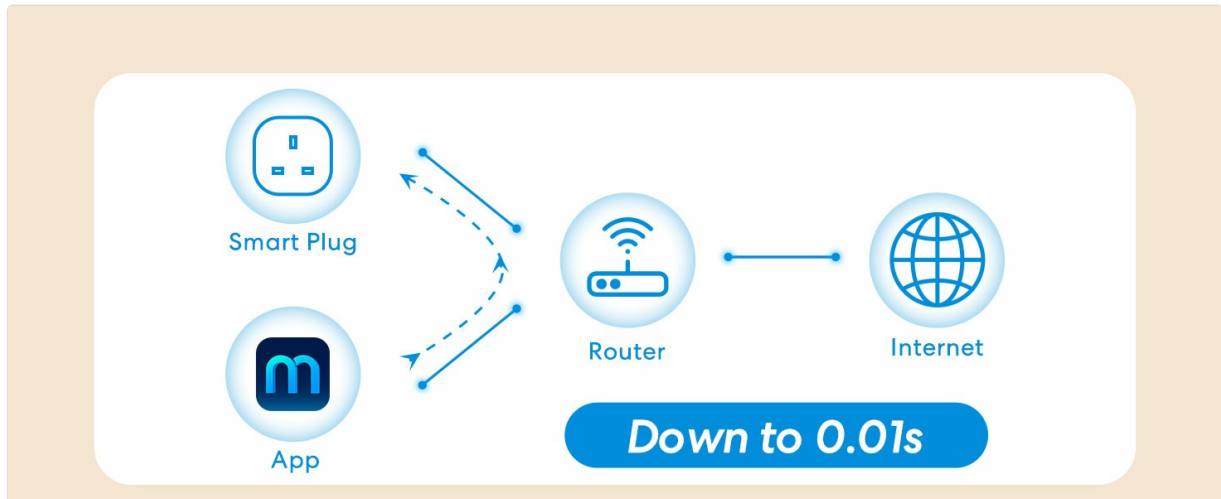 Smart Plug
App
Router
Internet
Down to 0.01s